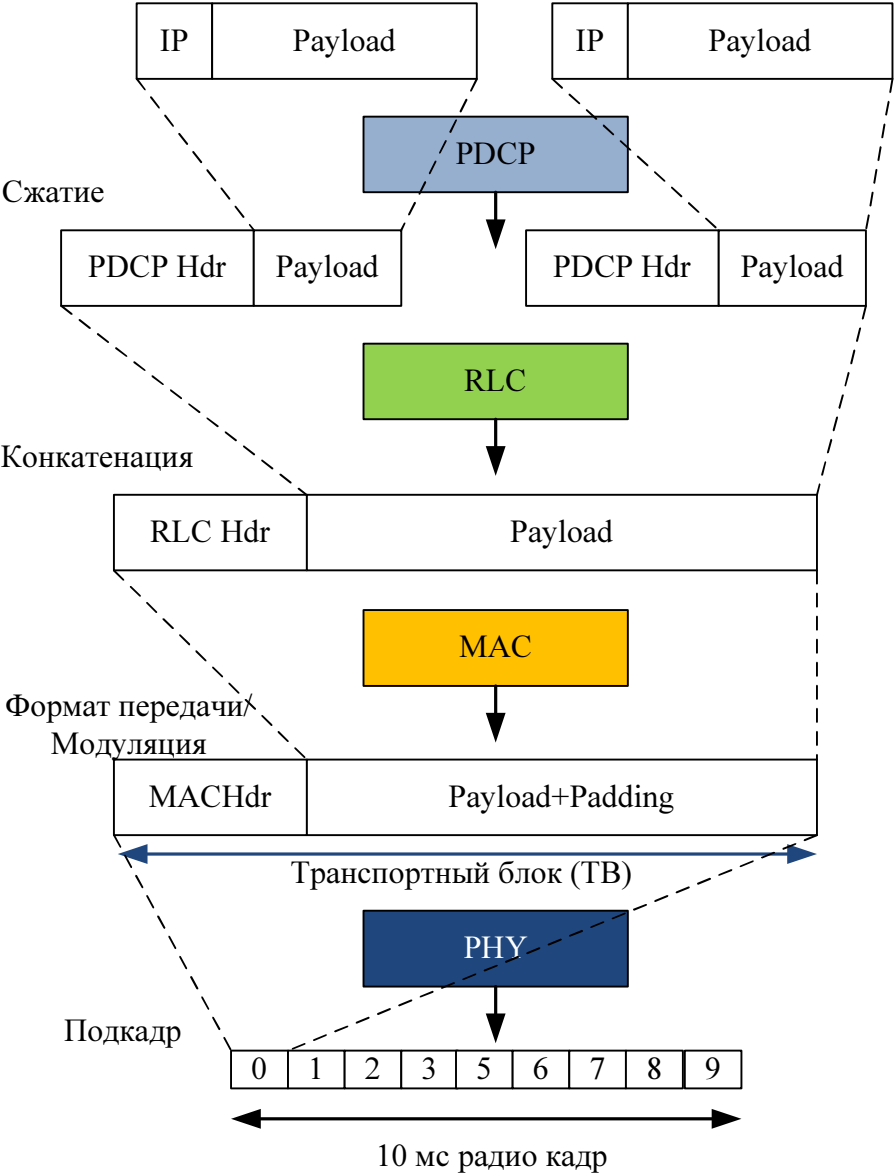 IP Payload IP Payload
PDCP
Сжатие
PDCP Hdr Payload PDCP Hdr Payload
RLC
Конкатенация
RLC Hdr Payload
MAC
Формат передачи/
Модуляция
MACHdr Payload+Padding
Транспортный блок (TB)
PHY
Подкадр
0 1 2 3 5 6 7 8 9
10 мс радио кадр